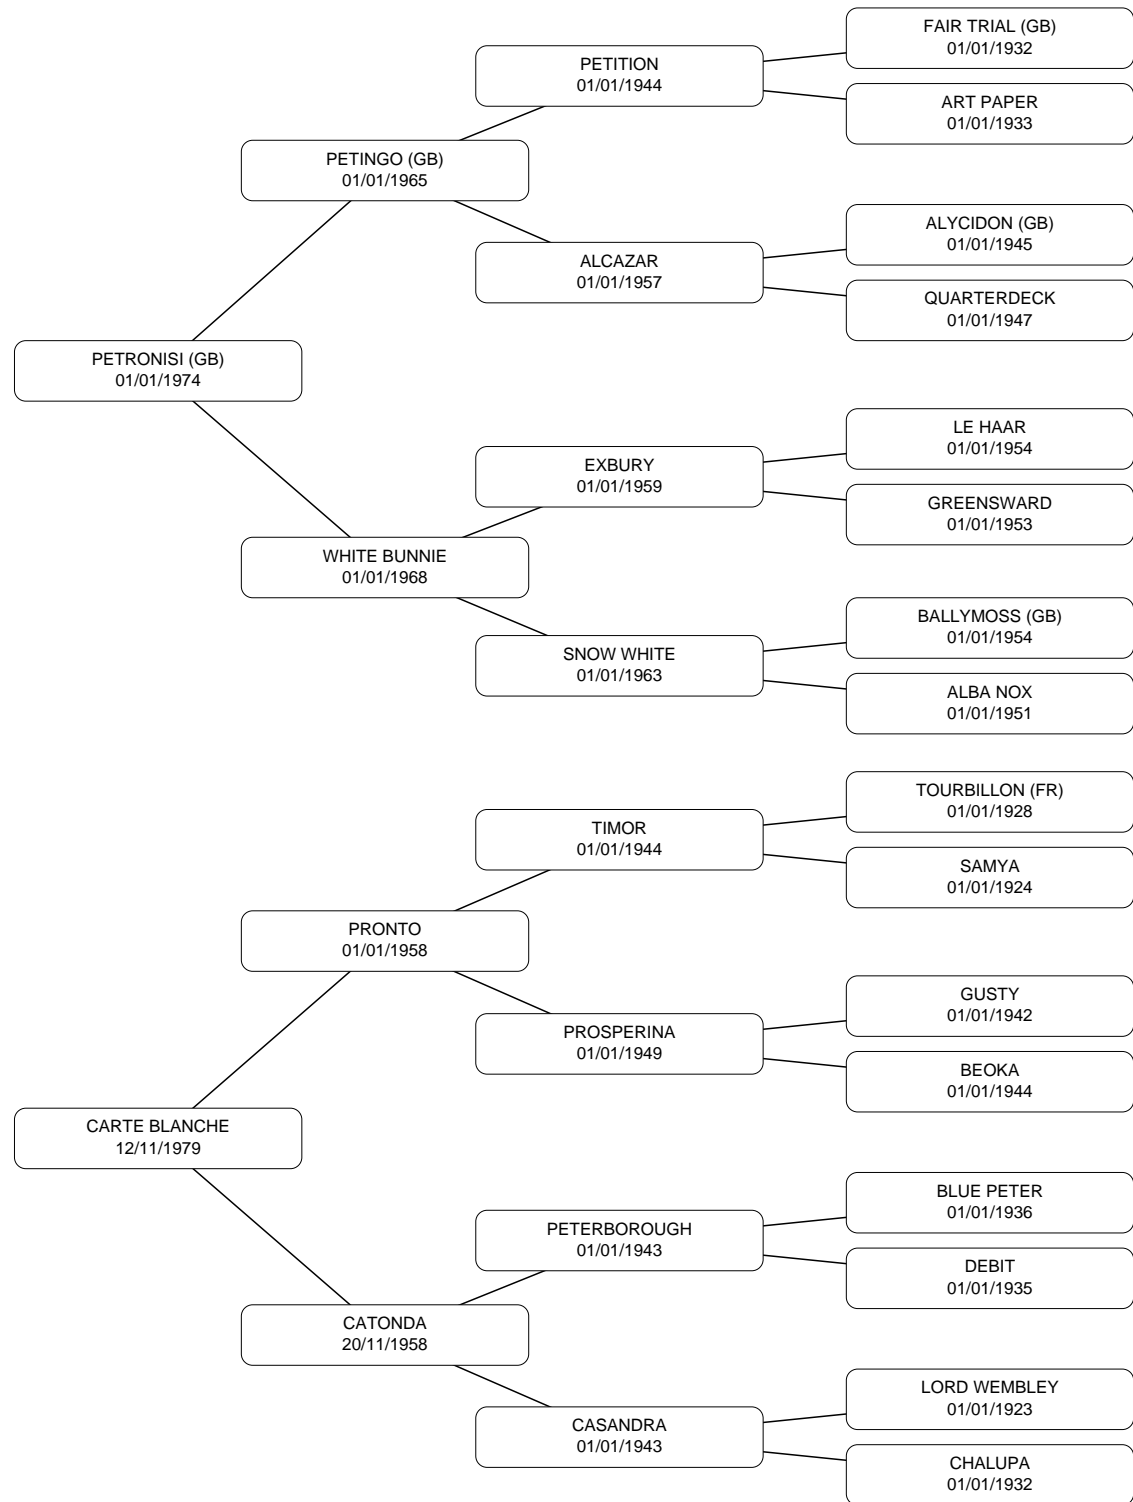 FAIR TRIAL (GB)
01/01/1932
PETITION
01/01/1944
ART PAPER
01/01/1933
PETINGO (GB)
01/01/1965
ALYCIDON (GB)
01/01/1945
ALCAZAR
01/01/1957
QUARTERDECK
01/01/1947
PETRONISI (GB)
01/01/1974
LE HAAR
01/01/1954
EXBURY
01/01/1959
GREENSWARD
01/01/1953
WHITE BUNNIE
01/01/1968
BALLYMOSS (GB)
01/01/1954
SNOW WHITE
01/01/1963
ALBA NOX
01/01/1951
TOURBILLON (FR)
01/01/1928
TIMOR
01/01/1944
SAMYA
01/01/1924
PRONTO
01/01/1958
GUSTY
01/01/1942
PROSPERINA
01/01/1949
BEOKA
01/01/1944
CARTE BLANCHE
12/11/1979
BLUE PETER
01/01/1936
PETERBOROUGH
01/01/1943
DEBIT
01/01/1935
CATONDA
20/11/1958
LORD WEMBLEY
01/01/1923
CASANDRA
01/01/1943
CHALUPA
01/01/1932